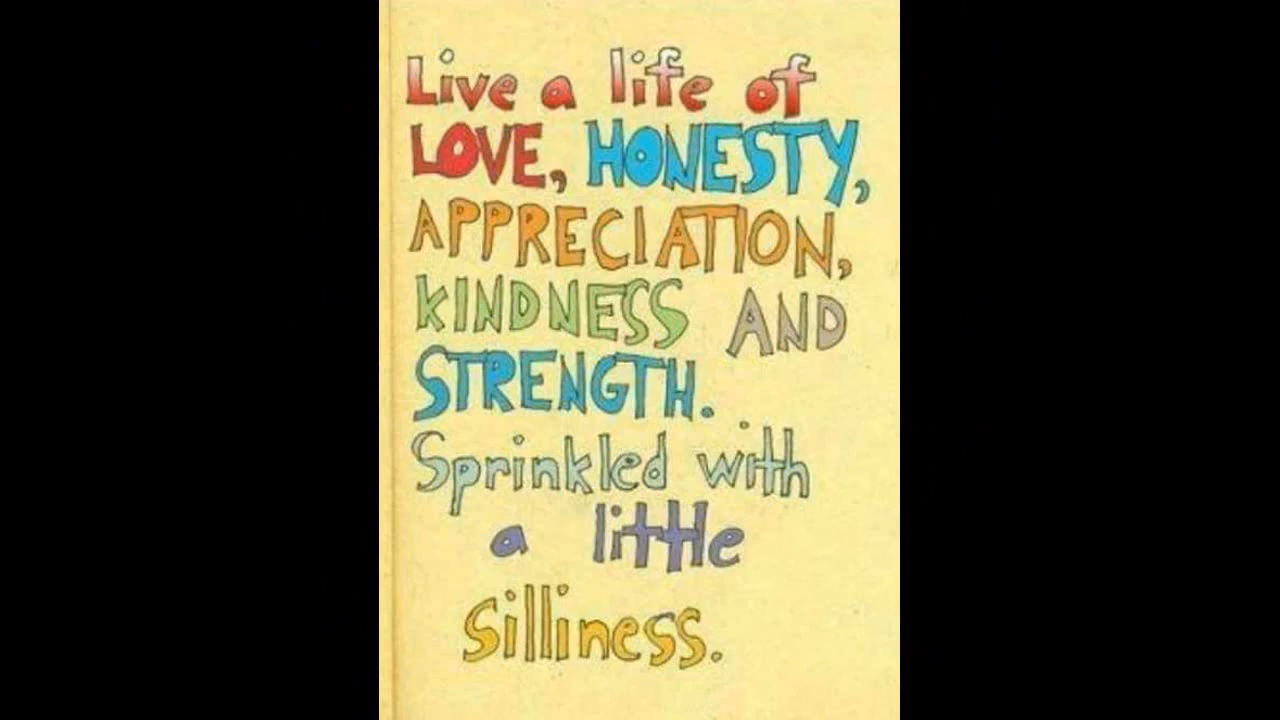 Live a life of
LOVE, HONESTY,
APPRECIATION,
KINDNESS AND
STRENGTH.
Sprinkled with
a little
silliness.